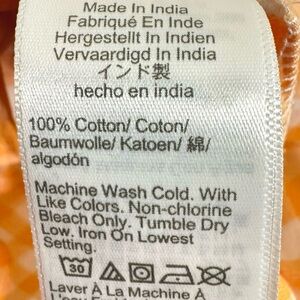 Made In India
Fabriqué En Inde
Hergestellt In Indien
Vervaardigd In India
インド製
hecho en india
100% Cotton/ Coton/
Baumwolle/ Katoen/ 綿/
algodón
Machine Wash Cold. With
Like Colors. Non-chlorine
Bleach Only. Tumble Dry
Low. Iron On Lowest
Setting.
30
Laver À La Machine À
L'eau